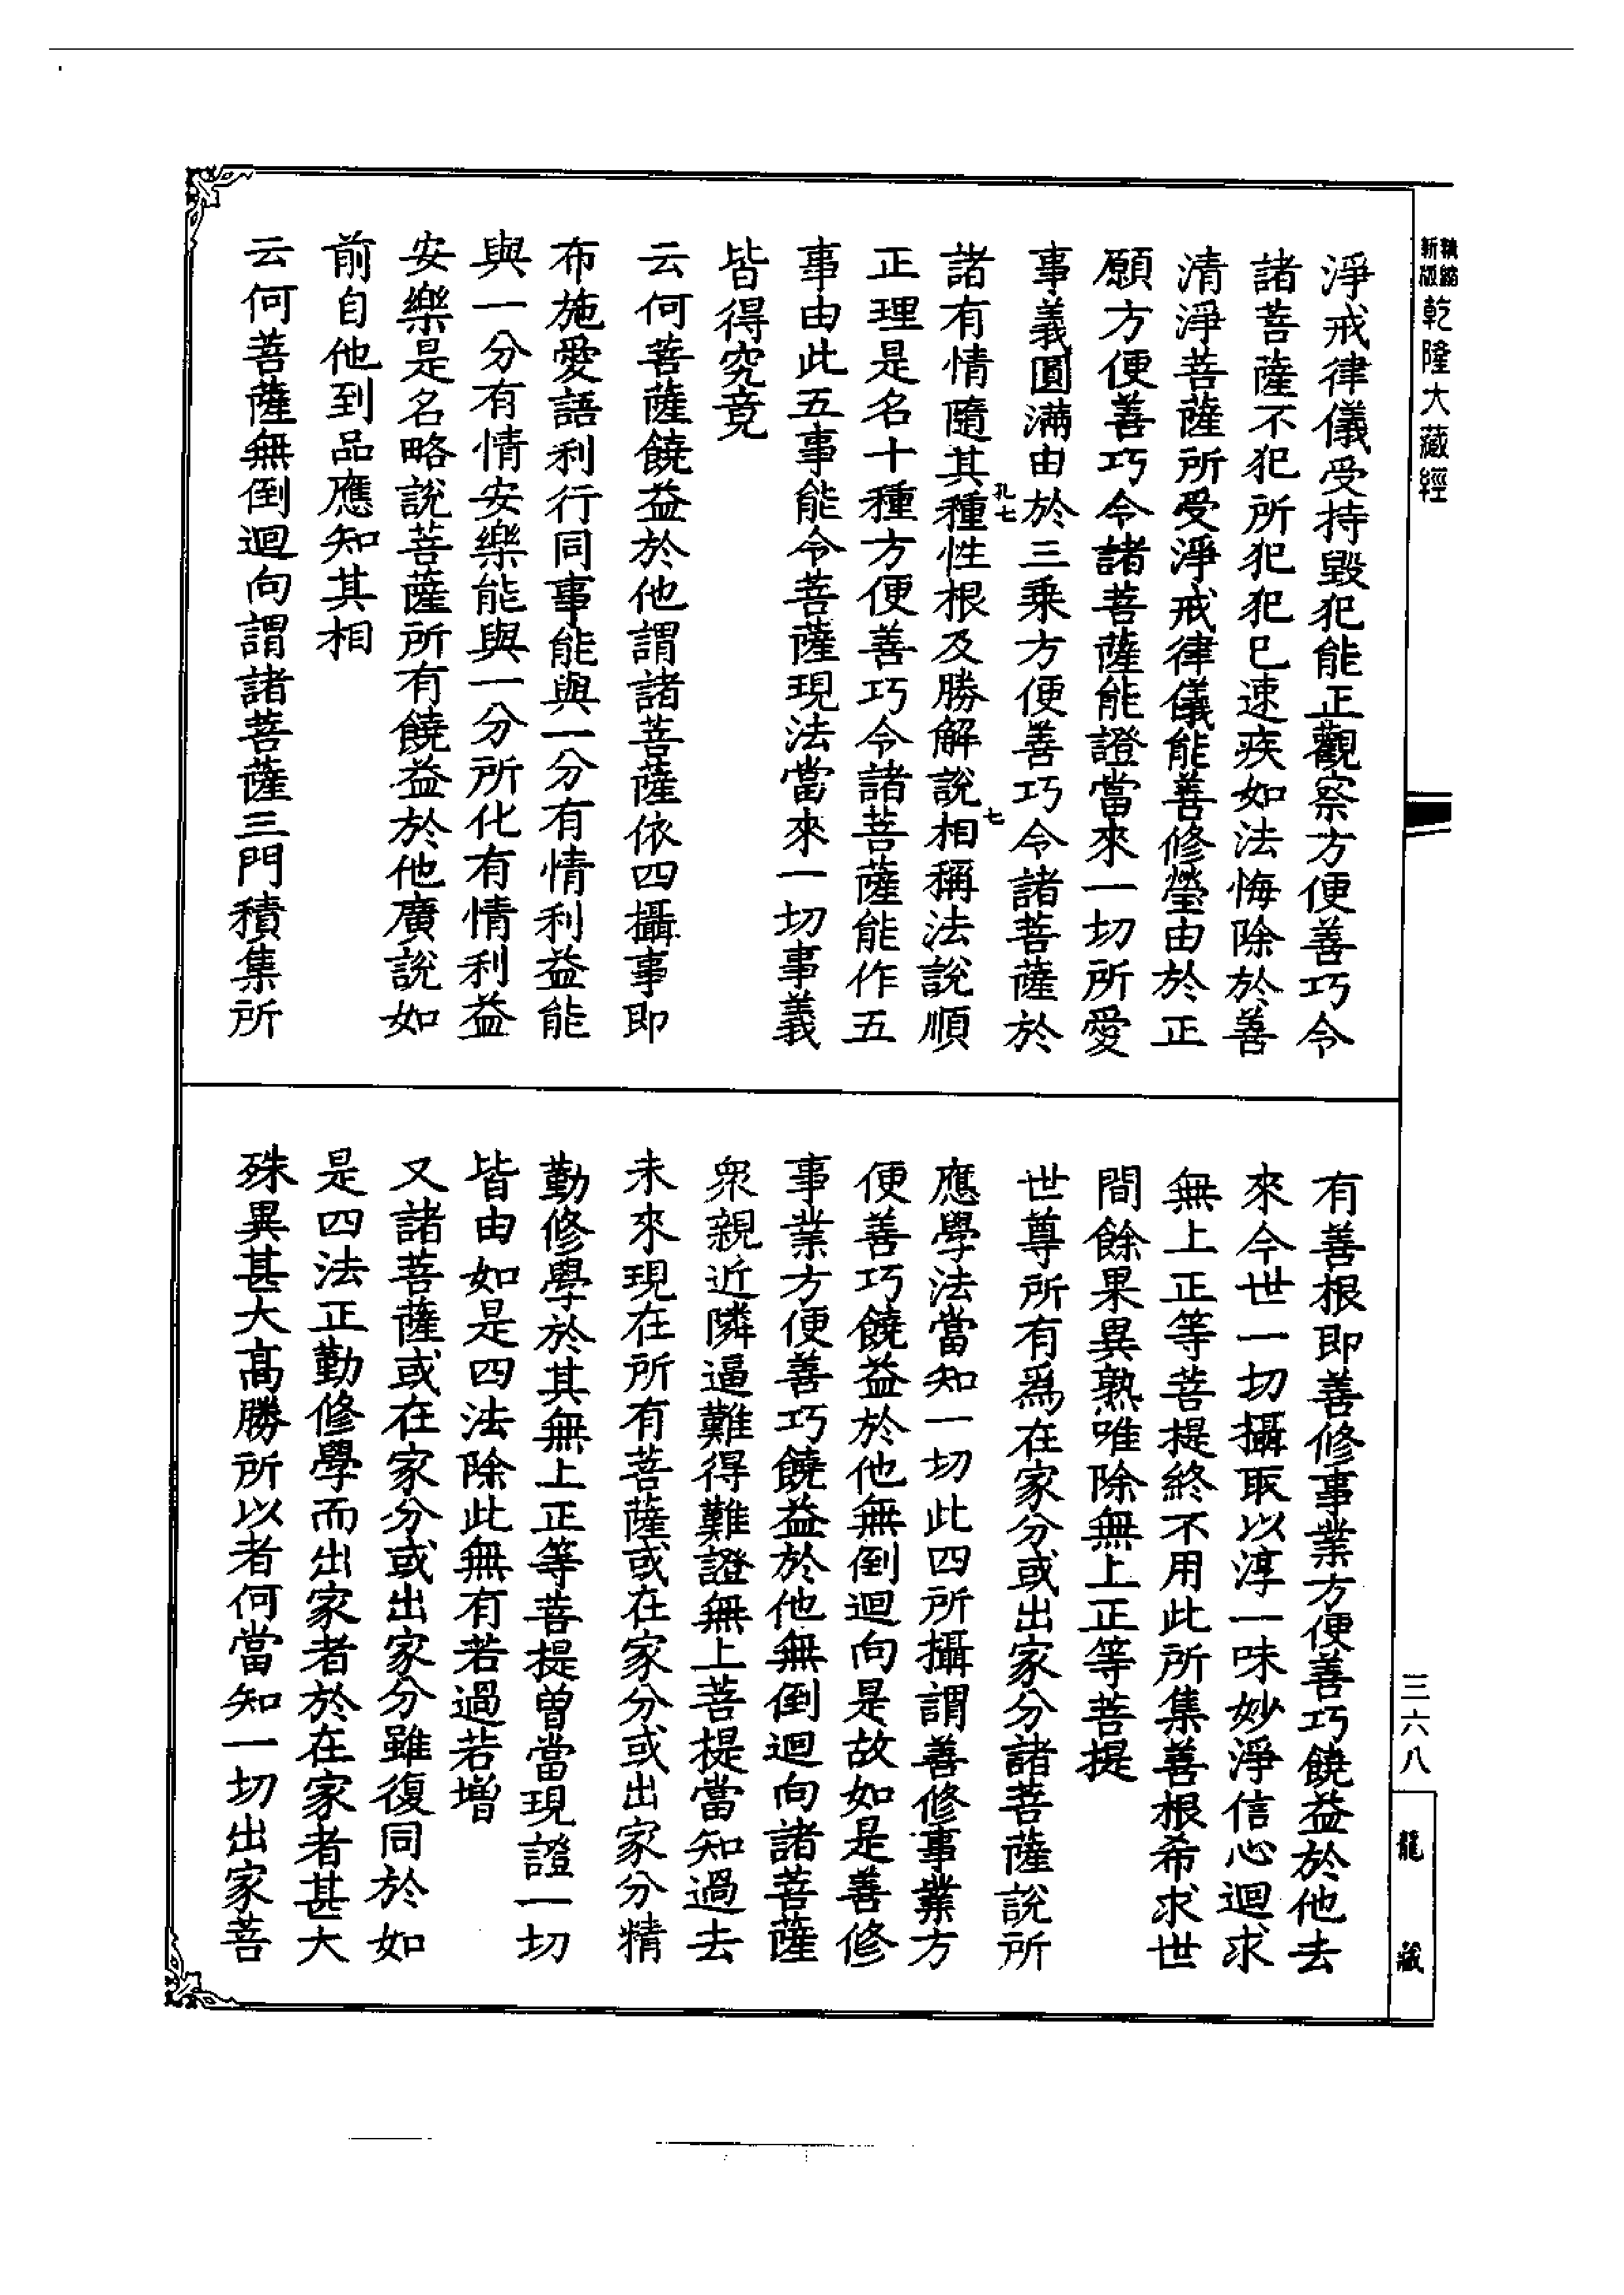 精縮
新版
乾隆大藏經
淨戒律儀受持毀犯能正觀察方便善巧令
諸菩薩不犯所犯犯已速疾如法悔除於善
清淨菩薩所受淨戒律儀能善修瑩由於正
願方便善巧令諸菩薩能證當來一切所愛
事義圓滿由於三乘方便善巧令諸菩薩於
孔七
七
諸有情隨其種性根及勝解說相稱法說順
正理是名十種方便善巧令諸菩薩能作五
事由此五事能令菩薩現法當來一切事義
皆得究竟
云何菩薩饒益於他謂諸菩薩依四攝事即
布施愛語利行同事能與一分有情利益能
與一分有情安樂能與一分所化有情利益
安樂是名略說菩薩所有饒益於他廣說如
前自他到品應知其相
云何菩薩無倒迴向謂諸菩薩三門積集所
有善根即善修事業方便善巧饒益於他去
來今世一切攝取以淳一味妙淨信心迴求
無上正等菩提終不用此所集善根希求世
間餘果異熟唯除無上正等菩提
世尊所有為在家分或出家分諸菩薩說所
應學法當知一切此四所攝謂善修事業方
便善巧饒益於他無倒迴向是故如是善修
事業方便善巧饒益於他無倒迴向諸菩薩
衆親近隣逼難得難證無上菩提當知過去
未來現在所有菩薩或在家分或出家分精
勤修學於其無上正等菩提曾當現證一切
皆由如是四法除此無有若過若增
又諸菩薩或在家分或出家分雖復同於如
是四法正勤修學而出家者於在家者甚大
殊異甚大高勝所以者何當知一切出家菩
三六八
龍藏